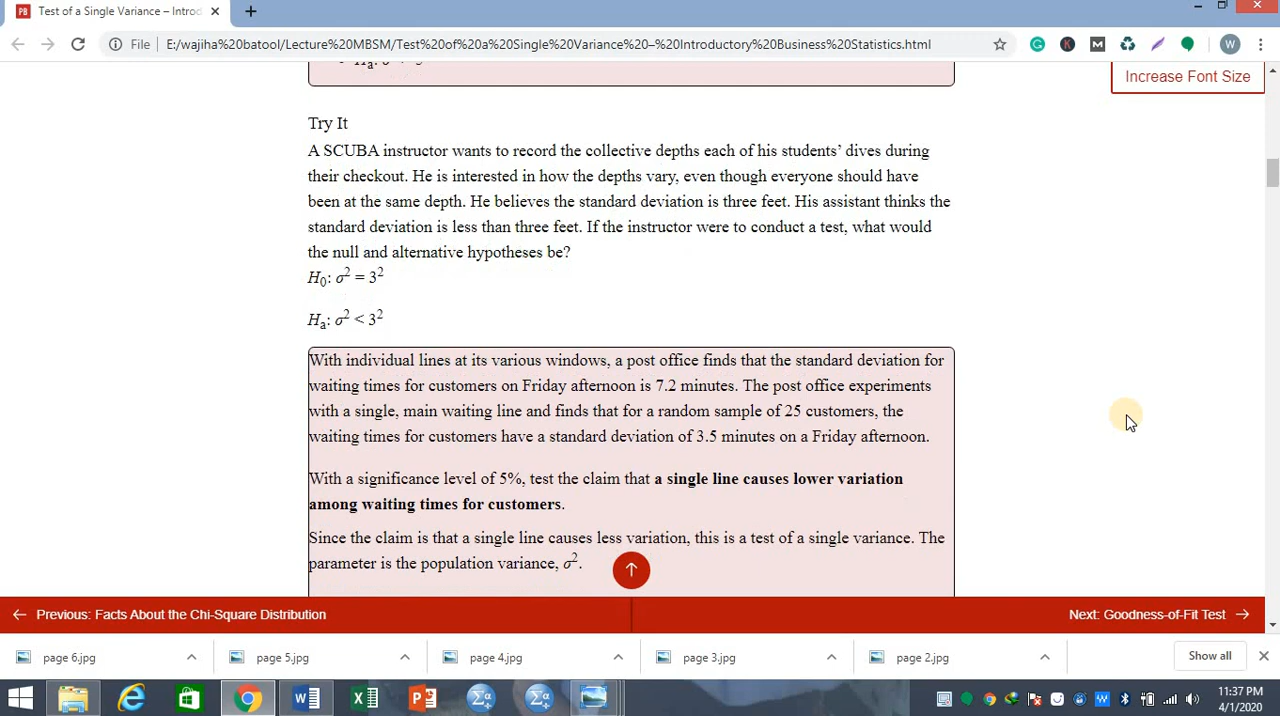 Test of a Single Variance – Introd
File
E:/wajiha%20batool/Lecture%20MBSM/Test%20of%20a%20Single%20Variance%20–%20Introductory%20Business%20Statistics.html
W
Increase Font Size
Try It
A SCUBA instructor wants to record the collective depths each of his students’ dives during
their checkout. He is interested in how the depths vary, even though everyone should have
been at the same depth. He believes the standard deviation is three feet. His assistant thinks the
standard deviation is less than three feet. If the instructor were to conduct a test, what would
the null and alternative hypotheses be?
H0: σ² = 3²
Ha: σ² < 3²
With individual lines at its various windows, a post office finds that the standard deviation for
waiting times for customers on Friday afternoon is 7.2 minutes. The post office experiments
with a single, main waiting line and finds that for a random sample of 25 customers, the
waiting times for customers have a standard deviation of 3.5 minutes on a Friday afternoon.
With a significance level of 5%, test the claim that a single line causes lower variation
among waiting times for customers.
Since the claim is that a single line causes less variation, this is a test of a single variance. The
parameter is the population variance, σ².
← Previous: Facts About the Chi-Square Distribution
Next: Goodness-of-Fit Test →
page 6.jpg
page 5.jpg
page 4.jpg
page 3.jpg
page 2.jpg
Show all
11:37 PM
4/1/2020